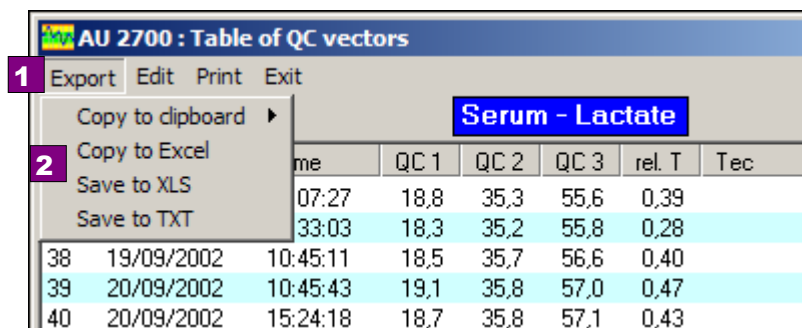 AU 2700 : Table of QC vectors
1 Export Edit Print Exit
Copy to clipboard
Serum - Lactate
2 Copy to Excel
me QC 1 QC 2 QC 3 rel. T Tec
Save to XLS
07:27 18,8 35,3 55,6 0,39
Save to TXT
33:03 18,3 35,2 55,8 0,28
38 19/09/2002 10:45:11 18,5 35,7 56,6 0,40
39 20/09/2002 10:45:43 19,1 35,8 57,0 0,47
40 20/09/2002 15:24:18 18,7 35,8 57,1 0,43